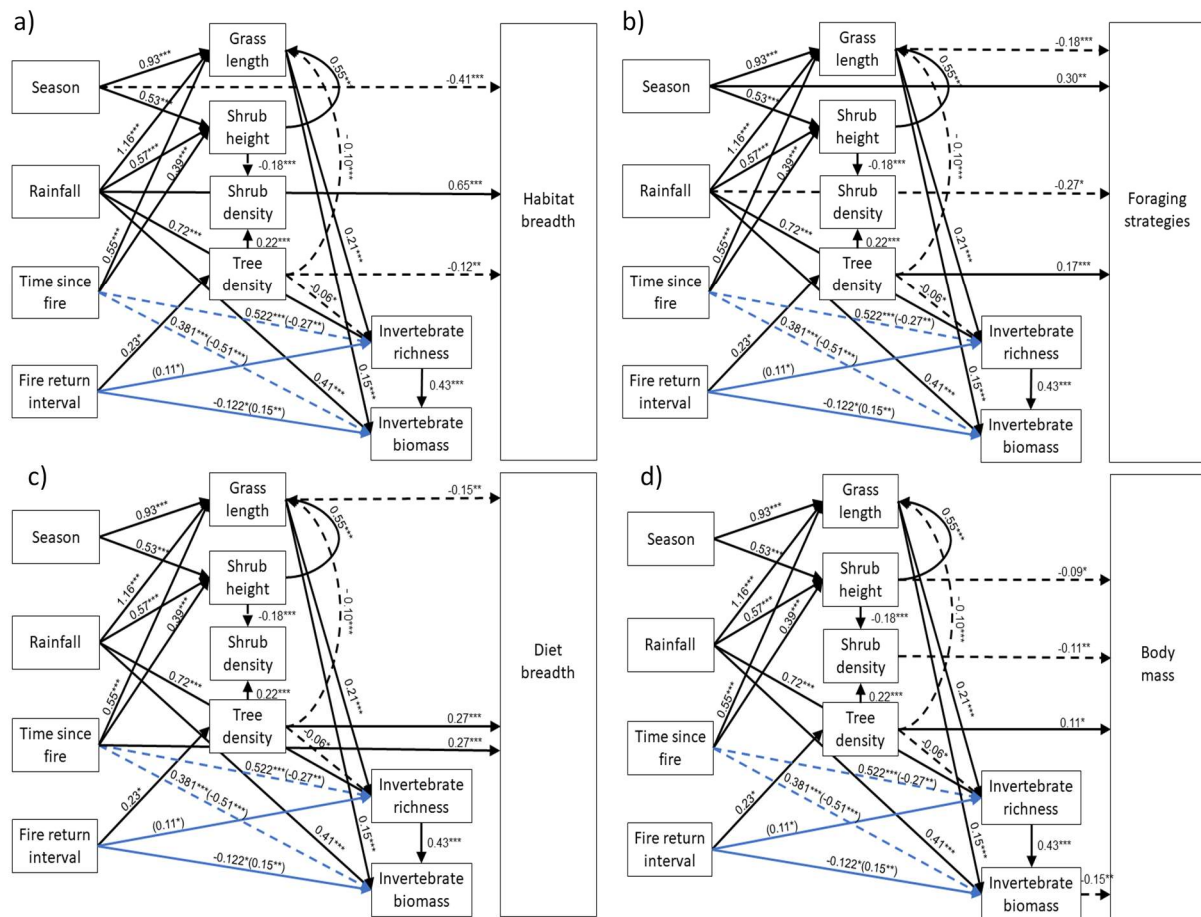 a)
Season
Rainfall
Time since
fire
Fire return
interval
Grass
length
Shrub
height
Shrub
density
Tree
density
Invertebrate
richness
Invertebrate
biomass
Habitat
breadth
0.93***
0.53***
1.16***
0.57***
0.39***
0.55***
0.55***
-0.41***
-0.18***
-0.10***
0.65***
0.72***
0.22***
0.21***
-0.12**
-0.06*
0.522***(-0.27**)
0.381***(-0.51***)
0.23*
(0.11*)
0.41***
0.15***
0.43***
-0.122*(0.15**)
b)
Season
Rainfall
Time since
fire
Fire return
interval
Grass
length
Shrub
height
Shrub
density
Tree
density
Invertebrate
richness
Invertebrate
biomass
Foraging
strategies
0.93***
0.53***
1.16***
0.57***
0.39***
0.55***
0.55***
-0.18***
0.30**
-0.18***
-0.10***
-0.27*
0.72***
0.22***
0.21***
0.17***
-0.06*
0.522***(-0.27**)
0.381***(-0.51***)
0.23*
(0.11*)
0.41***
0.15***
0.43***
-0.122*(0.15**)
c)
Season
Rainfall
Time since
fire
Fire return
interval
Grass
length
Shrub
height
Shrub
density
Tree
density
Invertebrate
richness
Invertebrate
biomass
Diet
breadth
0.93***
0.53***
1.16***
0.57***
0.39***
0.55***
0.55***
-0.15**
-0.18***
-0.10***
0.72***
0.22***
0.21***
0.27***
0.27***
-0.06*
0.522***(-0.27**)
0.381***(-0.51***)
0.23*
(0.11*)
0.41***
0.15***
0.43***
-0.122*(0.15**)
d)
Season
Rainfall
Time since
fire
Fire return
interval
Grass
length
Shrub
height
Shrub
density
Tree
density
Invertebrate
richness
Invertebrate
biomass
Body
mass
0.93***
0.53***
1.16***
0.57***
0.39***
0.55***
0.55***
-0.09*
-0.18***
-0.10***
-0.11**
0.72***
0.22***
0.21***
0.11*
-0.06*
0.522***(-0.27**)
0.381***(-0.51***)
0.23*
(0.11*)
0.41***
0.15***
0.43***
-0.122*(0.15**)
-0.15**